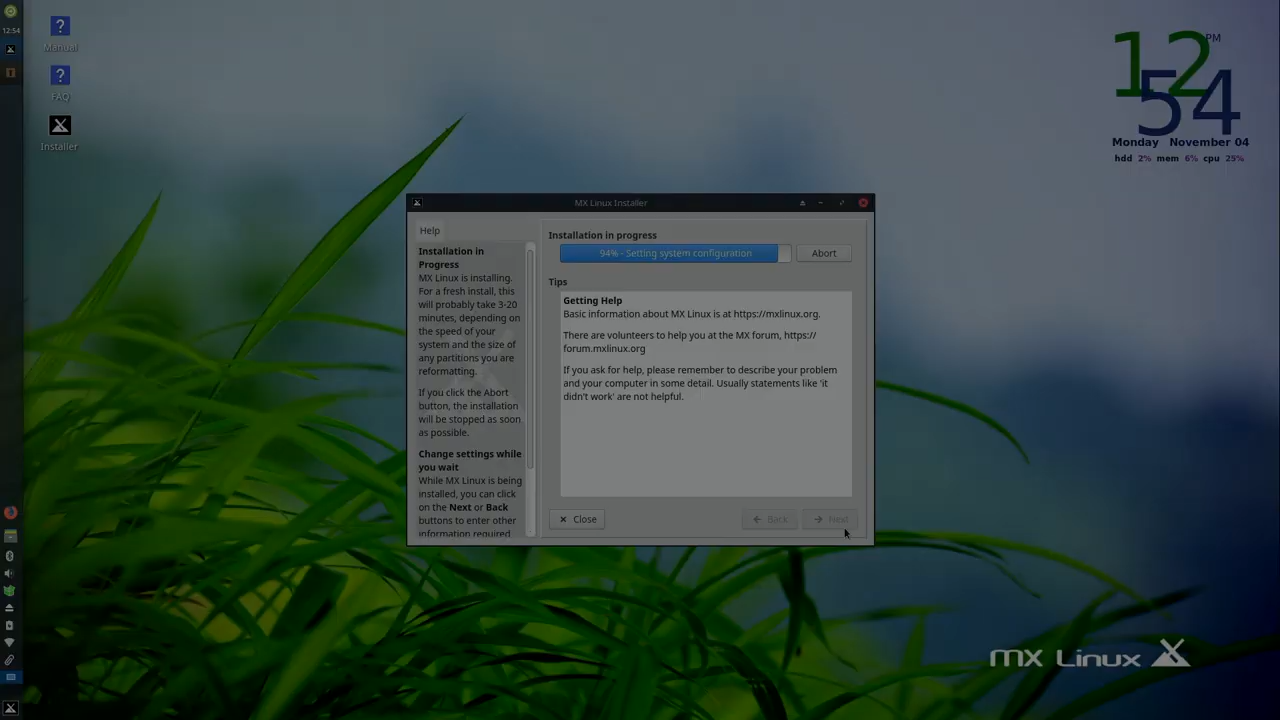 12:54
Manual
FAQ
Installer
12
PM
54
Monday November 04
hdd 2% mem 6% cpu 25%
MX Linux Installer
Help
Installation in
Progress
MX Linux is installing.
For a fresh install, this
will probably take 3-20
minutes, depending on
the speed of your
system and the size of
any partitions you are
reformatting.
If you click the Abort
button, the installation
will be stopped as soon
as possible.
Change settings while
you wait
While MX Linux is being
installed, you can click
on the Next or Back
buttons to enter other
information required
Installation in progress
94% - Setting system configuration
Abort
Tips
Getting Help
Basic information about MX Linux is at https://mxlinux.org.
There are volunteers to help you at the MX forum, https://
forum.mxlinux.org
If you ask for help, please remember to describe your problem
and your computer in some detail. Usually statements like 'it
didn't work' are not helpful.
Close
Back
Next
MX Linux